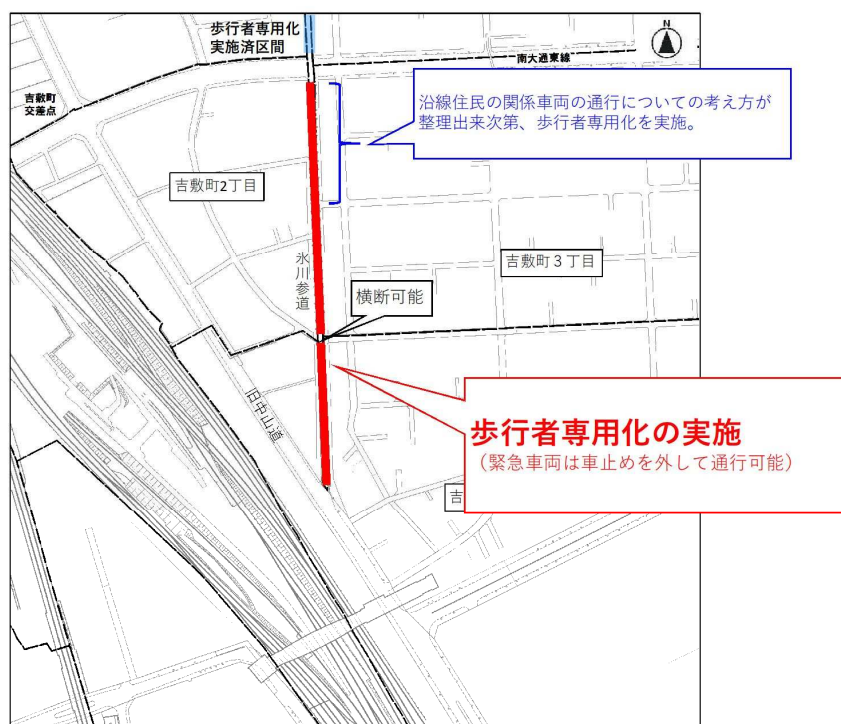 歩行者専用化
実施済区間
N
南大通東線
吉敷町
交差点
沿線住民の関係車両の通行についての考え方が
整理出来次第、歩行者専用化を実施。
吉敷町2丁目
氷川参道
吉敷町３丁目
横断可能
旧中山道
歩行者専用化の実施
（緊急車両は車止めを外して通行可能）
吉